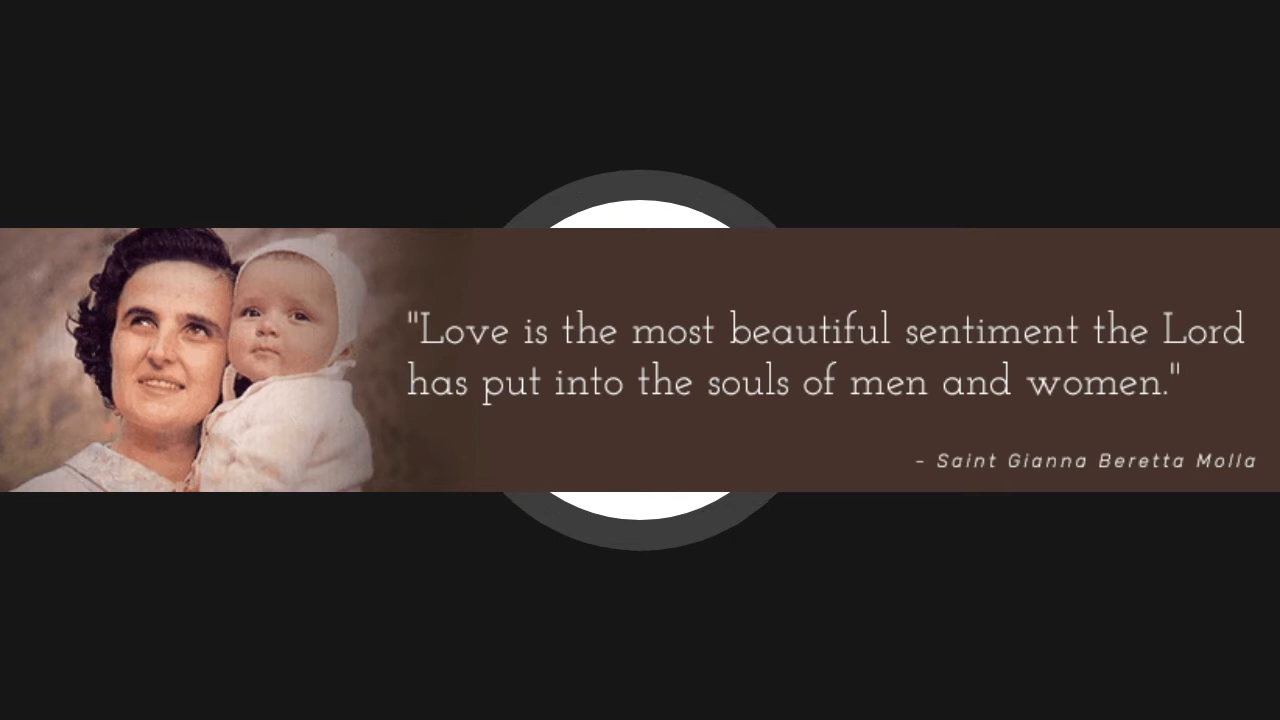 "Love is the most beautiful sentiment the Lord
has put into the souls of men and women."
- Saint Gianna Beretta Molla